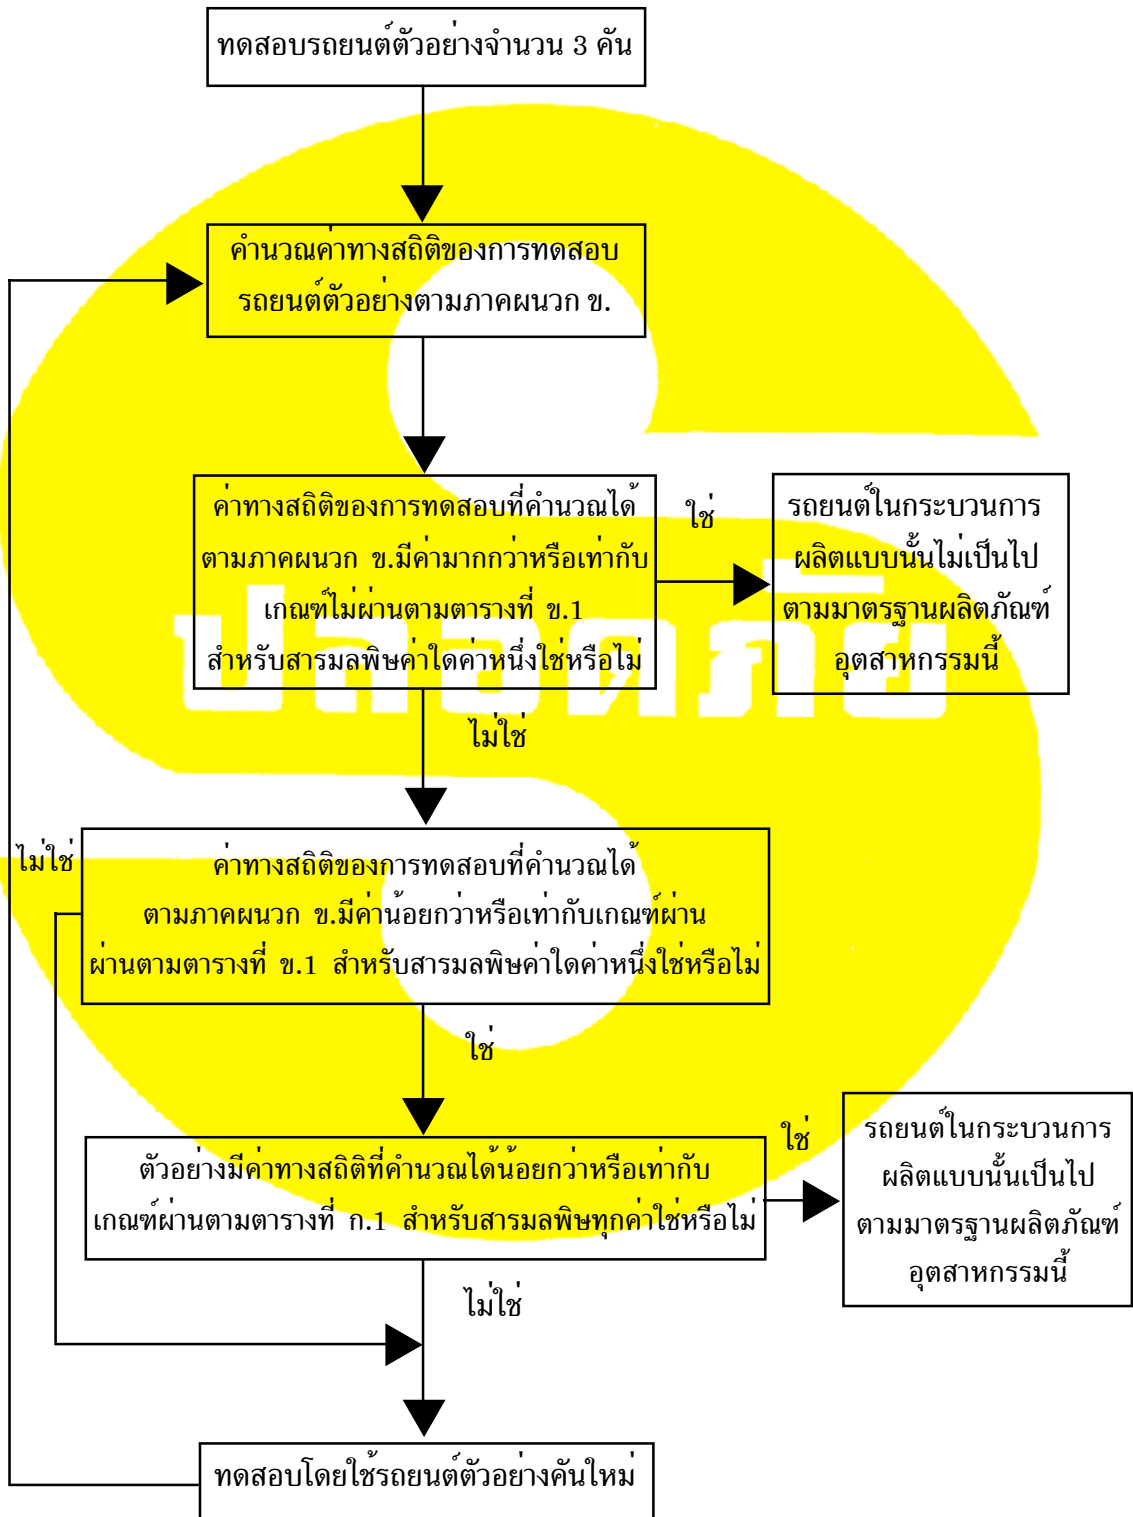 ทดสอบรถยนต์ตัวอย่างจำนวน 3 คัน
คำนวณค่าทางสถิติของการทดสอบ
รถยนต์ตัวอย่างตามภาคผนวก ข.
ค่าทางสถิติของการทดสอบที่คำนวณได้
ตามภาคผนวก ข.มีค่ามากกว่าหรือเท่ากับ
เกณฑ์ไม่ผ่านตามตารางที่ ข.1
สำหรับสารมลพิษค่าใดค่าหนึ่งใช่หรือไม่
ใช่
รถยนต์ในกระบวนการ
ผลิตแบบนั้นไม่เป็นไป
ตามมาตรฐานผลิตภัณฑ์
อุตสาหกรรมนี้
ปลอดภัย
ไม่ใช่
ไม่ใช่
ค่าทางสถิติของการทดสอบที่คำนวณได้
ตามภาคผนวก ข.มีค่าน้อยกว่าหรือเท่ากับเกณฑ์ผ่าน
ผ่านตามตารางที่ ข.1 สำหรับสารมลพิษค่าใดค่าหนึ่งใช่หรือไม่
ใช่
ตัวอย่างมีค่าทางสถิติที่คำนวณได้น้อยกว่าหรือเท่ากับ
เกณฑ์ผ่านตามตารางที่ ก.1 สำหรับสารมลพิษทุกค่าใช่หรือไม่
ใช่
รถยนต์ในกระบวนการ
ผลิตแบบนั้นเป็นไป
ตามมาตรฐานผลิตภัณฑ์
อุตสาหกรรมนี้
ไม่ใช่
ทดสอบโดยใช้รถยนต์ตัวอย่างคันใหม่